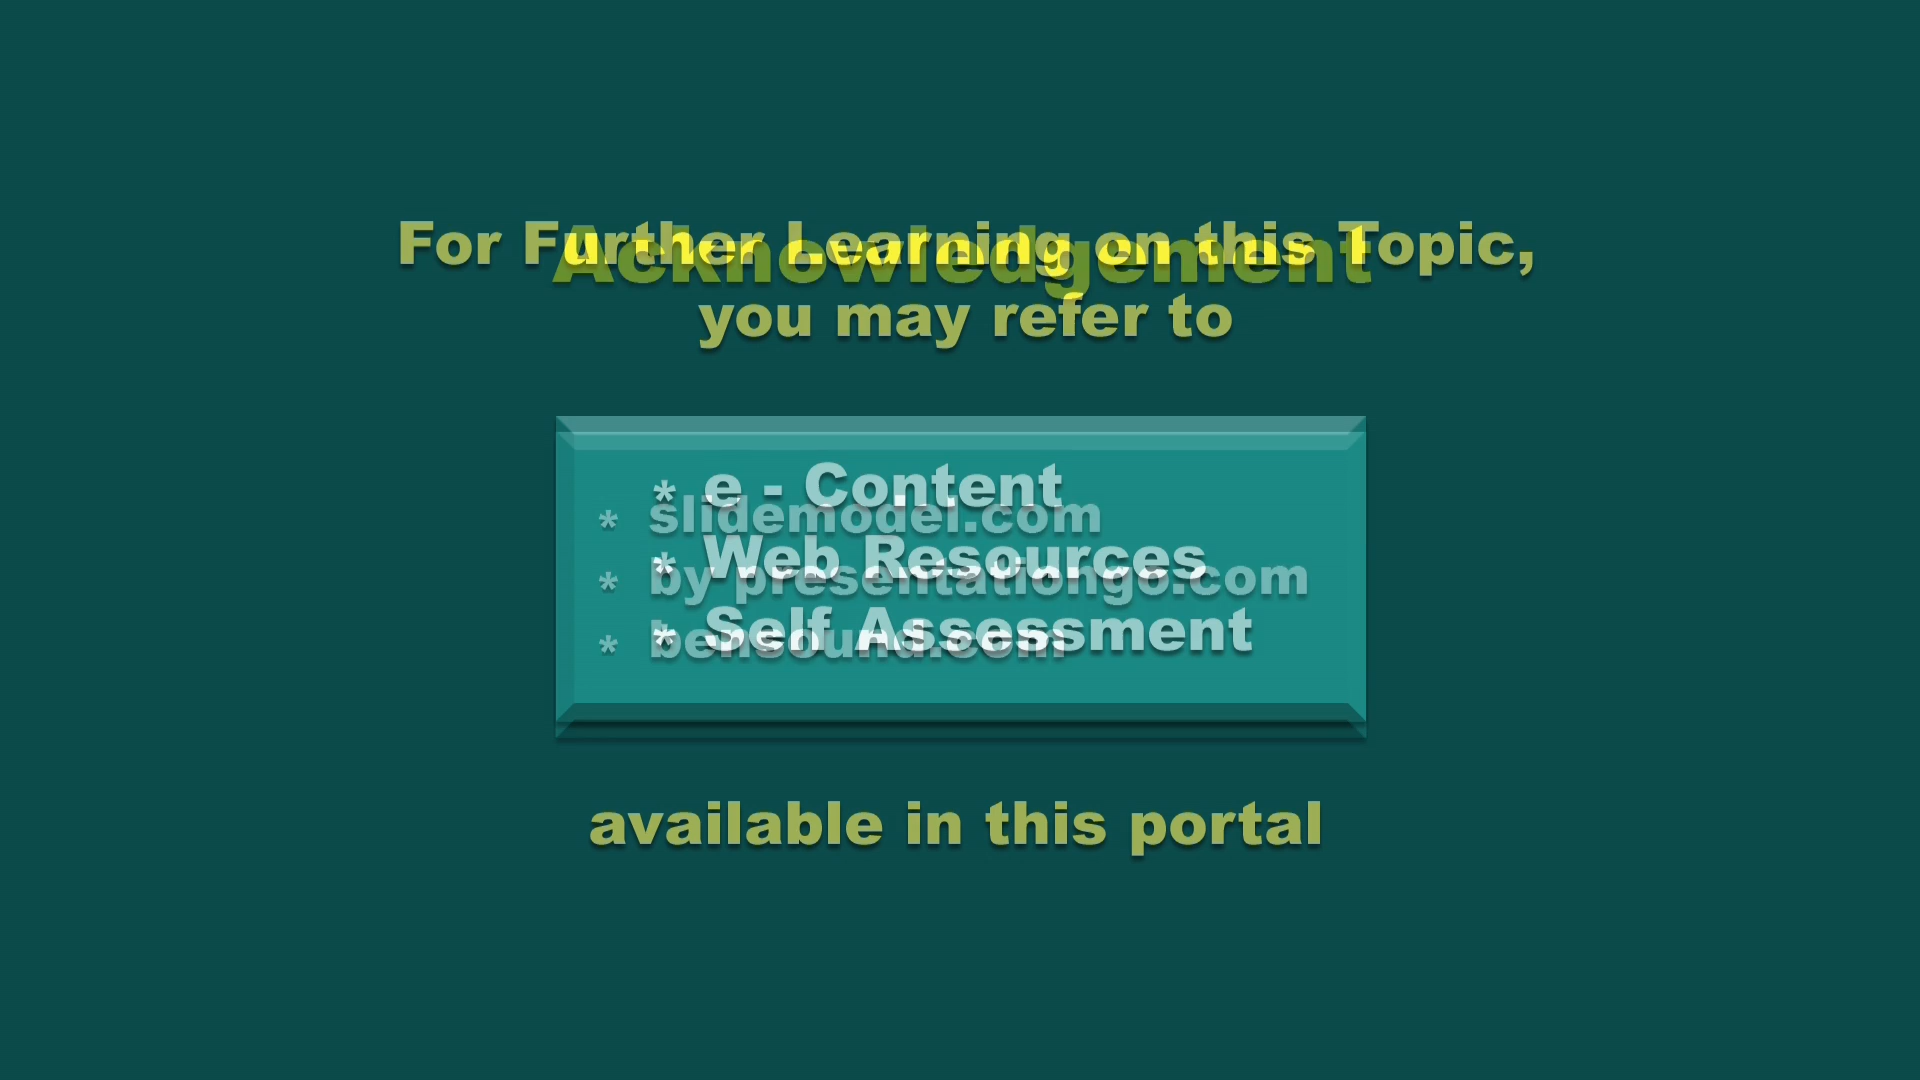 For Further Learning on this Topic,
Acknowledgement
you may refer to
* e - Content
* slidemodel.com
* Web Resources
* by presentationgo.com
* Self Assessment
* bensound.com
available in this portal